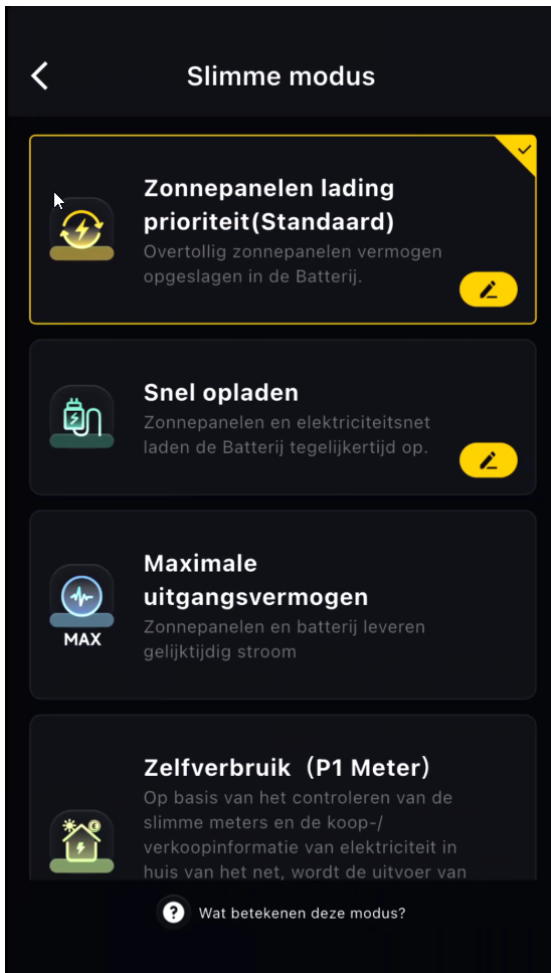 Slimme modus
Zonnepanelen lading
prioriteit(Standaard)
Overtollig zonnepanelen vermogen
opgeslagen in de Batterij.
Snel opladen
Zonnepanelen en elektriciteitsnet
laden de Batterij tegelijkertijd op.
Maximale
uitgangsvermogen
Zonnepanelen en batterij leveren
gelijktijdig stroom
MAX
Zelfverbruik（P1 Meter）
Op basis van het controleren van de
slimme meters en de koop-/
verkoopinformatie van elektriciteit in
huis van het net, wordt de uitvoer van
? Wat betekenen deze modus?